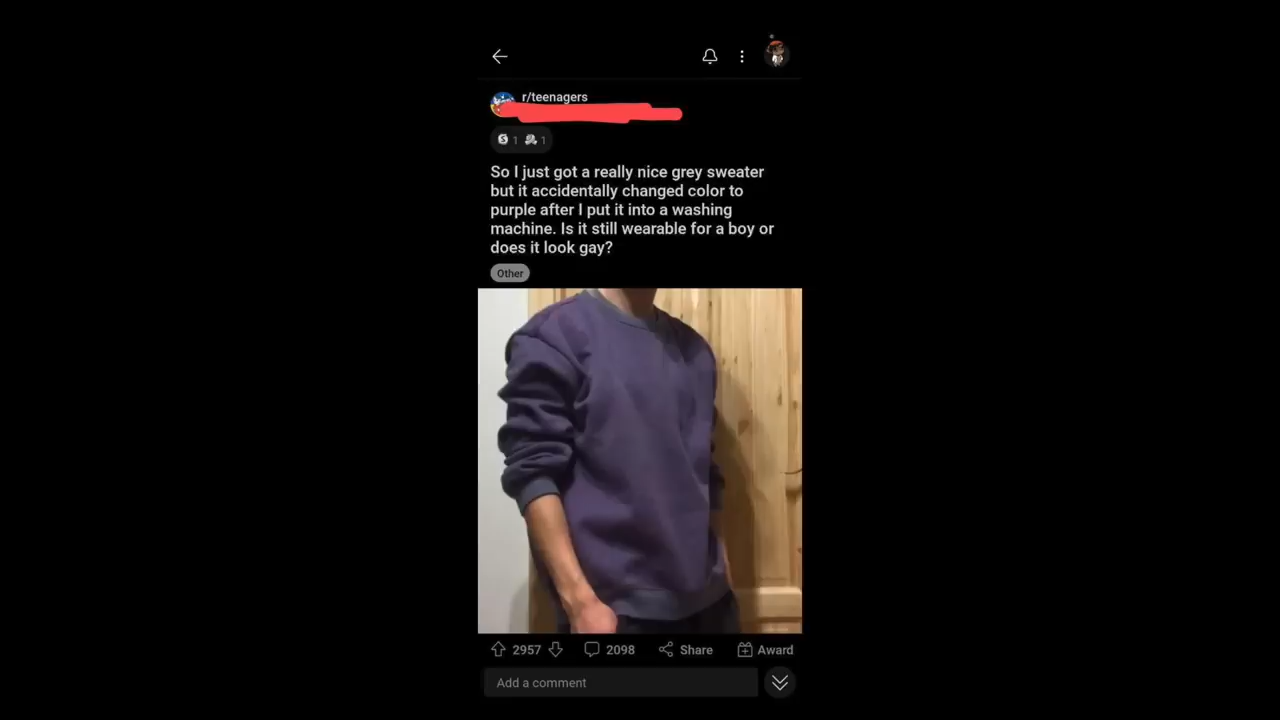 r/teenagers
1 1
So I just got a really nice grey sweater
but it accidentally changed color to
purple after I put it into a washing
machine. Is it still wearable for a boy or
does it look gay?
Other
2957 2098 Share Award
Add a comment